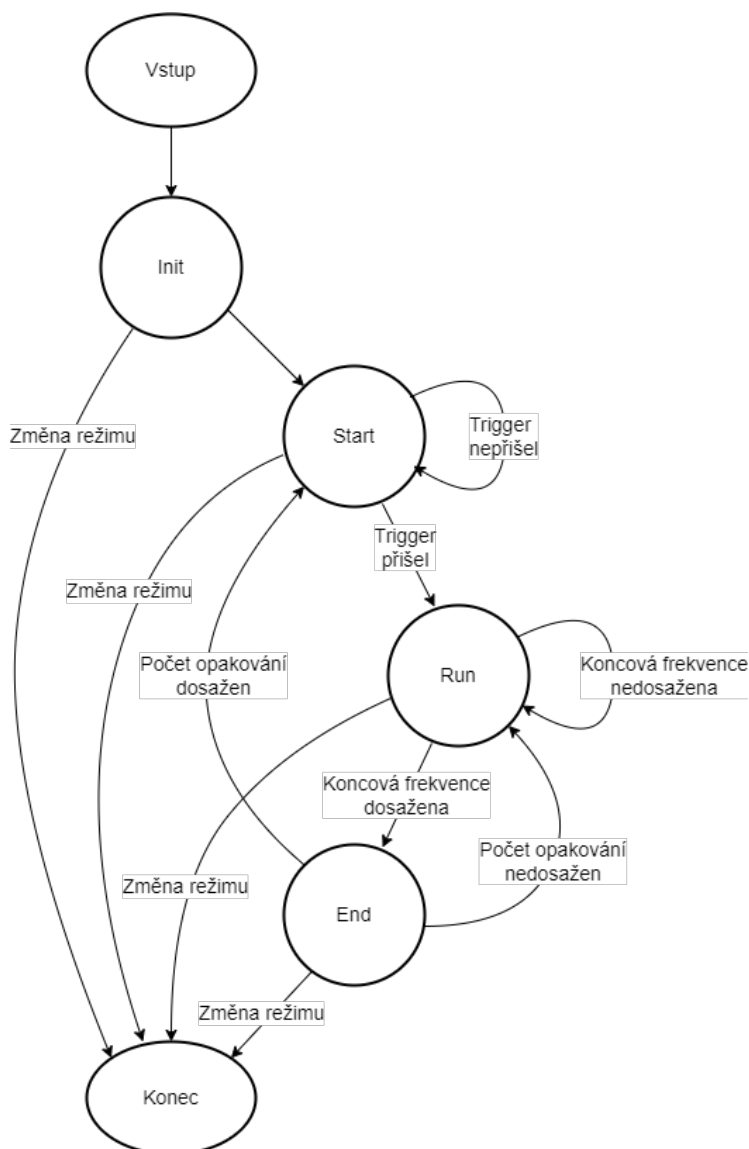 Vstup
Init
Změna režimu
Start
Trigger
nepřišel
Trigger
přišel
Změna režimu
Počet opakování
dosažen
Run
Koncová frekvence
nedosažena
Koncová frekvence
dosažena
Počet opakování
nedosažen
Změna režimu
End
Změna režimu
Konec